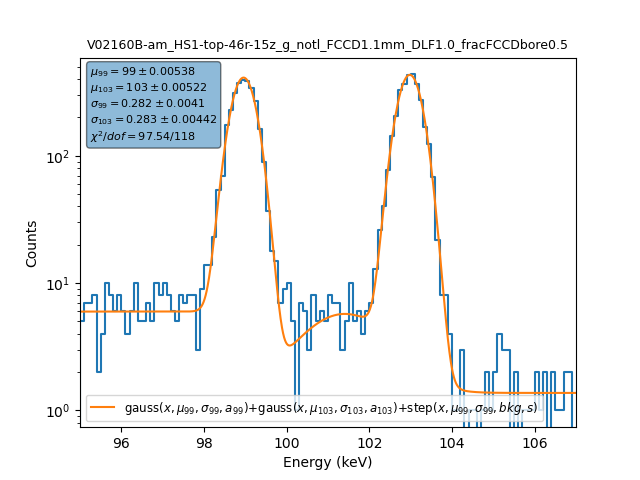 V02160B-am_HS1-top-46r-15z_g_notl_FCCD1.1mm_DLF1.0_fracFCCDbore0.5
μ99 = 99 ± 0.00538
μ103 = 103 ± 0.00522
σ99 = 0.282 ± 0.0041
σ103 = 0.283 ± 0.00442
χ²/dof = 97.54/118
Counts
10²
10¹
10⁰
gauss(x, μ99, σ99, a99)+gauss(x, μ103, σ103, a103)+step(x, μ99, σ99, bkg, s)
96 98 100 102 104 106
Energy (keV)